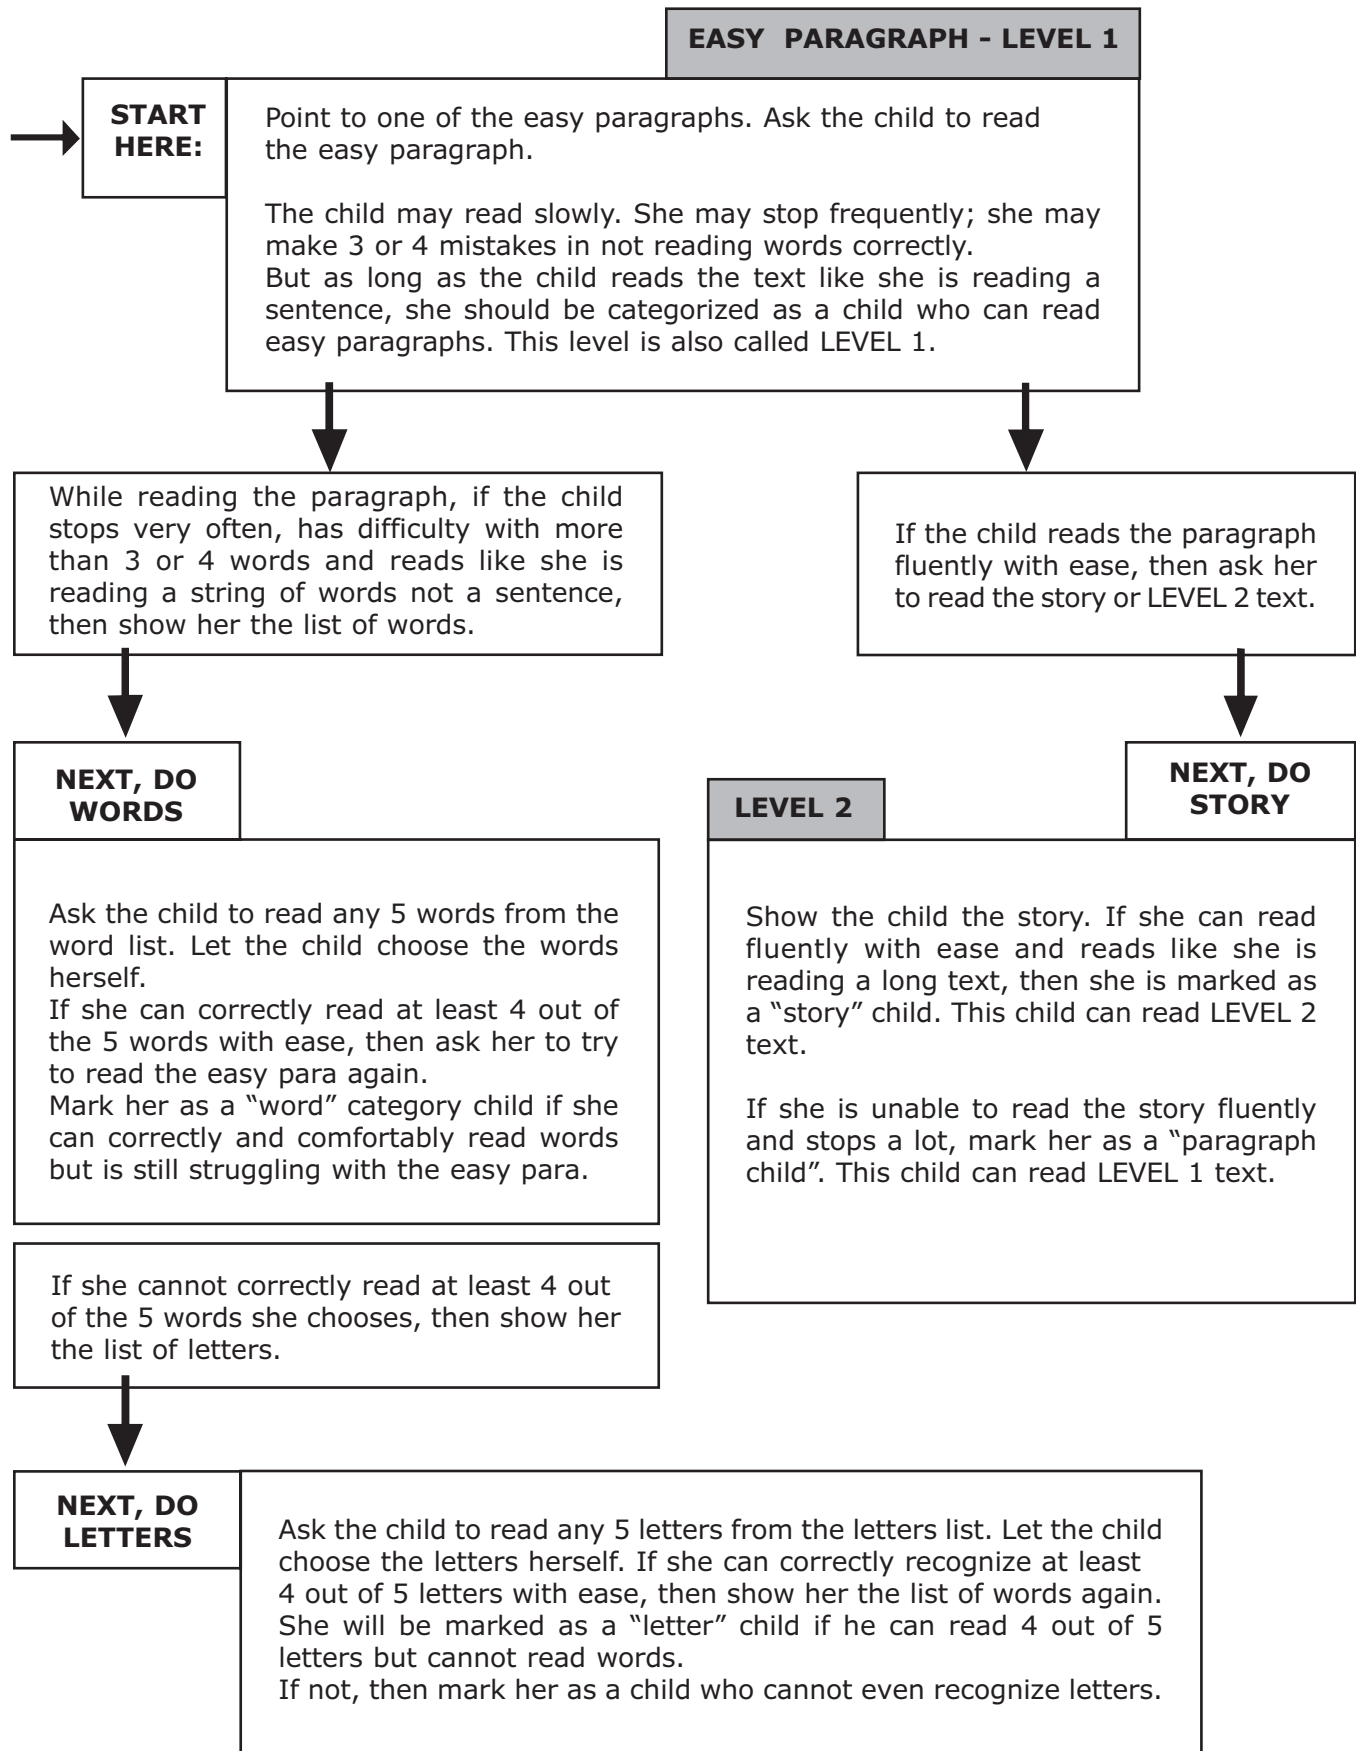 EASY PARAGRAPH - LEVEL 1
START
HERE:
Point to one of the easy paragraphs. Ask the child to read
the easy paragraph.
The child may read slowly. She may stop frequently; she may
make 3 or 4 mistakes in not reading words correctly.
But as long as the child reads the text like she is reading a
sentence, she should be categorized as a child who can read
easy paragraphs. This level is also called LEVEL 1.
While reading the paragraph, if the child
stops very often, has difficulty with more
than 3 or 4 words and reads like she is
reading a string of words not a sentence,
then show her the list of words.
If the child reads the paragraph
fluently with ease, then ask her
to read the story or LEVEL 2 text.
NEXT, DO
WORDS
Ask the child to read any 5 words from the
word list. Let the child choose the words
herself.
If she can correctly read at least 4 out of
the 5 words with ease, then ask her to try
to read the easy para again.
Mark her as a “word” category child if she
can correctly and comfortably read words
but is still struggling with the easy para.
LEVEL 2
NEXT, DO
STORY
Show the child the story. If she can read
fluently with ease and reads like she is
reading a long text, then she is marked as
a “story” child. This child can read LEVEL 2
text.
If she is unable to read the story fluently
and stops a lot, mark her as a “paragraph
child”. This child can read LEVEL 1 text.
If she cannot correctly read at least 4 out
of the 5 words she chooses, then show her
the list of letters.
NEXT, DO
LETTERS
Ask the child to read any 5 letters from the letters list. Let the child
choose the letters herself. If she can correctly recognize at least
4 out of 5 letters with ease, then show her the list of words again.
She will be marked as a “letter” child if he can read 4 out of 5
letters but cannot read words.
If not, then mark her as a child who cannot even recognize letters.